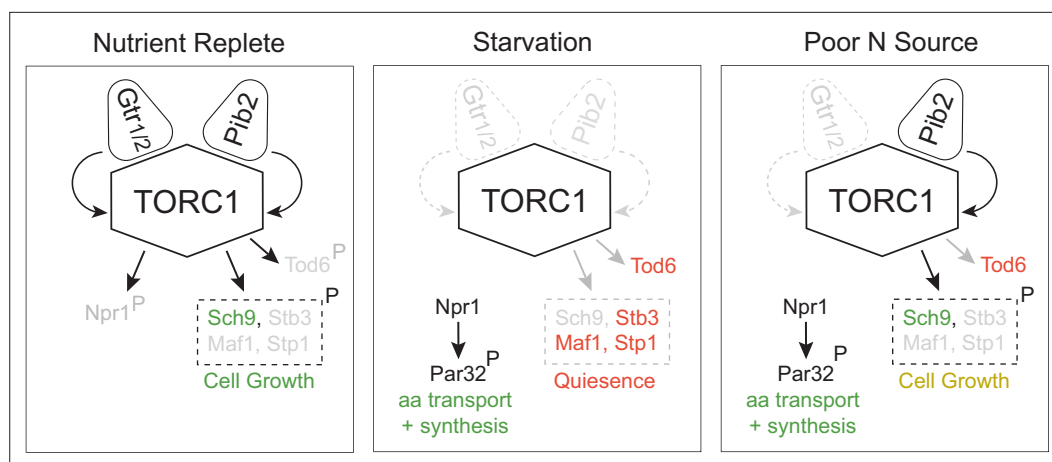 Nutrient Replete
Gtr1/2
Pib2
TORC1
Tod6P
Npr1P
P
Sch9, Stb3
Maf1, Stp1
Cell Growth
Starvation
Gtr1/2
Pib2
TORC1
Tod6
Npr1
Sch9, Stb3
Maf1, Stp1
Par32P
Quiesence
aa transport
+ synthesis
Poor N Source
Gtr1/2
Pib2
TORC1
Tod6
P
Npr1
Sch9, Stb3
Maf1, Stp1
Par32P
Cell Growth
aa transport
+ synthesis